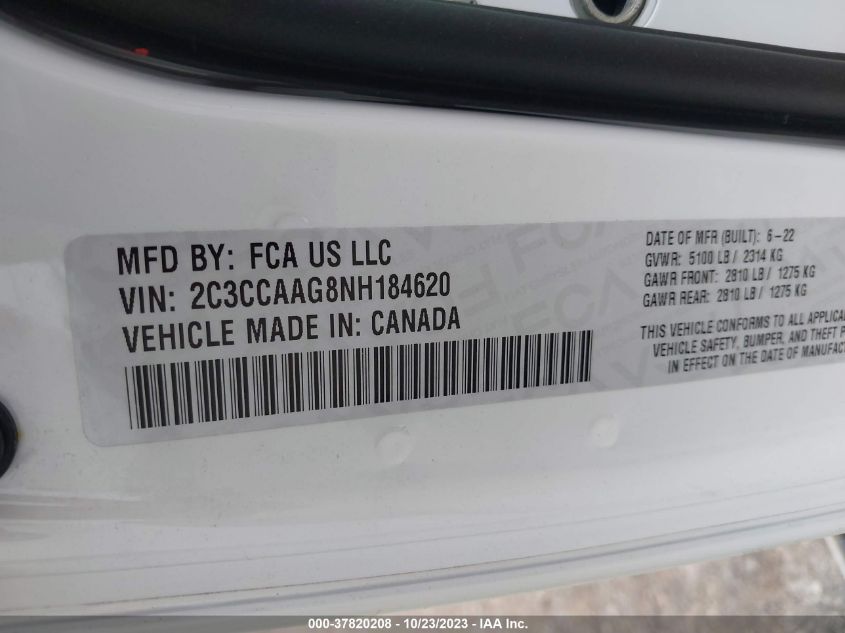 MFD BY: FCA US LLC
VIN: 2C3CCAAG8NH184620
VEHICLE MADE IN: CANADA
DATE OF MFR (BUILT): 6-22
GVWR: 5100 LB / 2314 KG
GAWR FRONT: 2810 LB / 1275 KG
GAWR REAR: 2810 LB / 1275 KG
THIS VEHICLE CONFORMS TO ALL
VEHICLE SAFETY, BUMPER, AND THEFT
IN EFFECT ON THE DATE OF
000-37820208 - 10/23/2023 - IAA Inc.